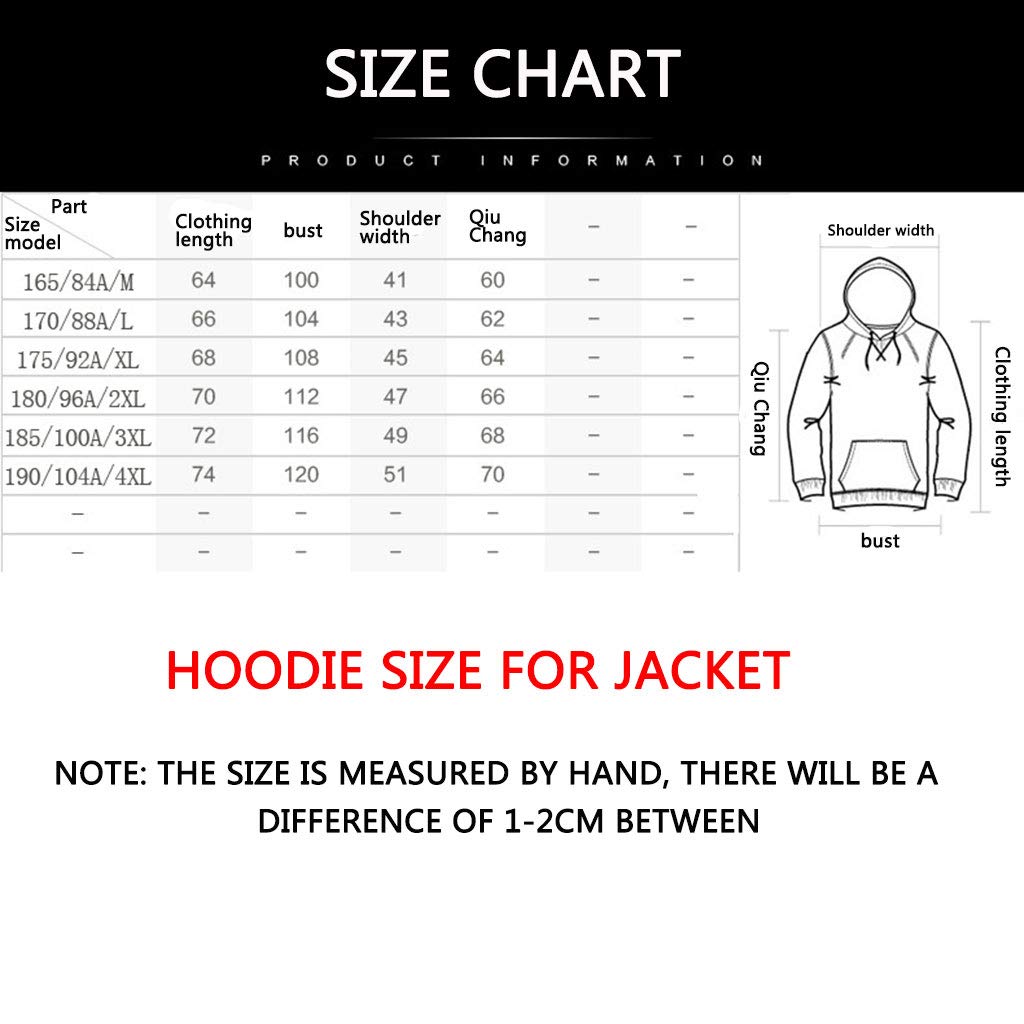 SIZE CHART
PRODUCT INFORMATION
Part
Size
model
Clothing
length
bust
Shoulder
width
Qiu
Chang
– –
165/84A/M 64 100 41 60 – –
170/88A/L 66 104 43 62 – –
175/92A/XL 68 108 45 64 – –
180/96A/2XL 70 112 47 66 – –
185/100A/3XL 72 116 49 68 – –
190/104A/4XL 74 120 51 70 – –
– – – – – – –
– – – – – – –
Shoulder width
Qiu Chang
Clothing length
bust
HOODIE SIZE FOR JACKET
NOTE: THE SIZE IS MEASURED BY HAND, THERE WILL BE A
DIFFERENCE OF 1-2CM BETWEEN